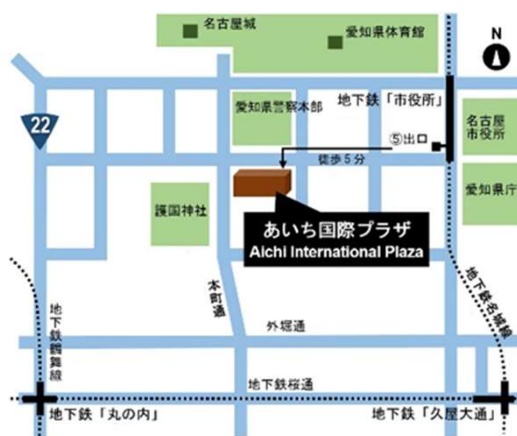 名古屋城
愛知県体育館
N
地下鉄「市役所」
愛知県警察本部
22
⑤出口
名古屋
市役所
徒歩5分
護国神社
愛知県庁
あいち国際プラザ
Aichi International Plaza
本町通
地下鉄名城線
地下鉄鶴舞線
外堀通
地下鉄桜通
地下鉄「丸の内」
地下鉄「久屋大通」